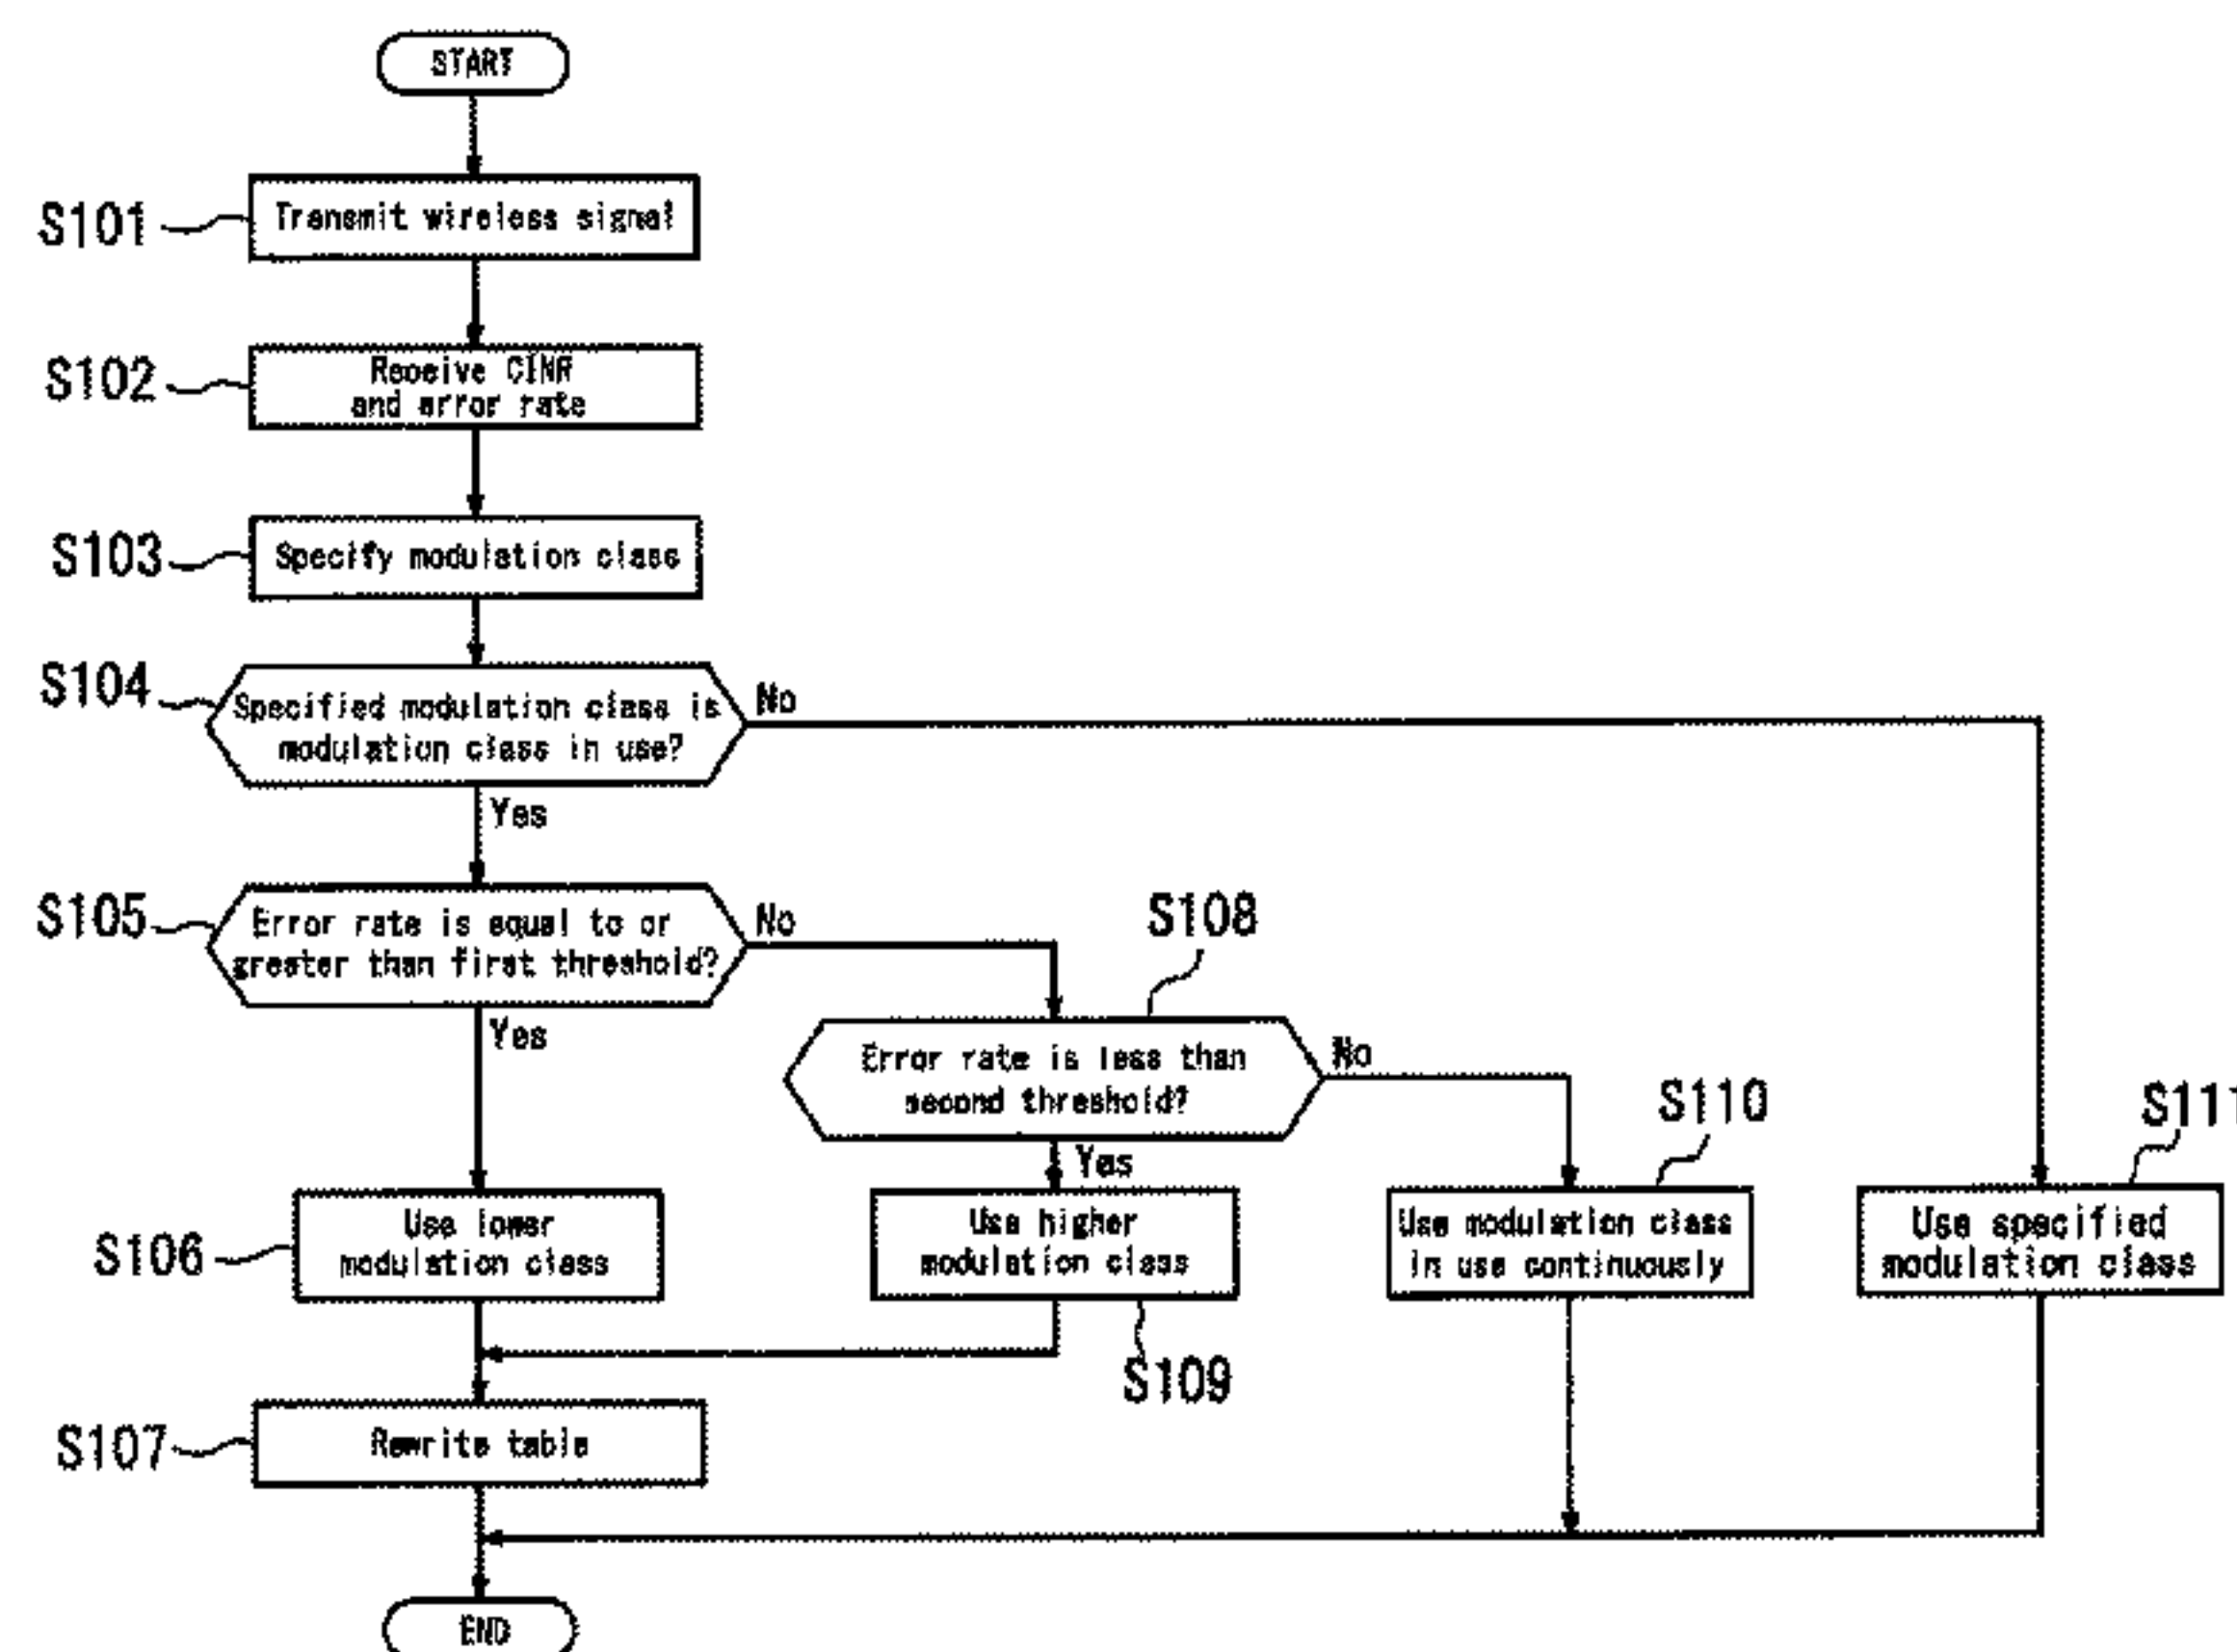 START
S101
Transmit wireless signal
S102
Receive CINR
and error rate
S103
Specify modulation class
S104
Specified modulation class is
modulation class in use?
No
Yes
S105
Error rate is equal to or
greater than first threshold?
No
Yes
S108
Error rate is less than
second threshold?
No
Yes
S106
Use lower
modulation class
Use higher
modulation class
S109
S110
Use modulation class
in use continuously
S111
Use specified
modulation class
S107
Rewrite table
END